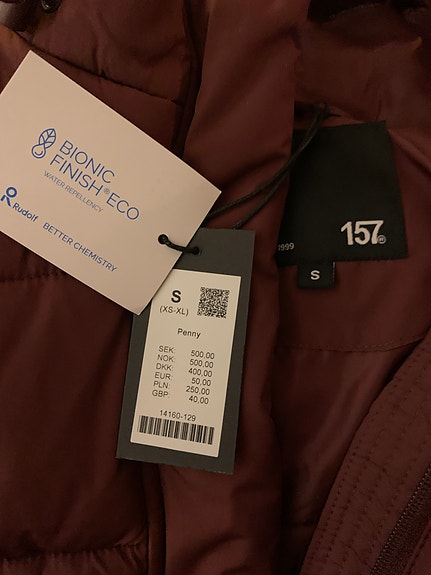 BIONIC
FINISH® ECO
WATER REPELLENCY
Rudolf BETTER CHEMISTRY
157®
1999
S
S
(XS-XL)
Penny
SEK: 500,00
NOK: 500,00
DKK: 400,00
EUR: 50,00
PLN: 250,00
GBP: 40,00
14160-129